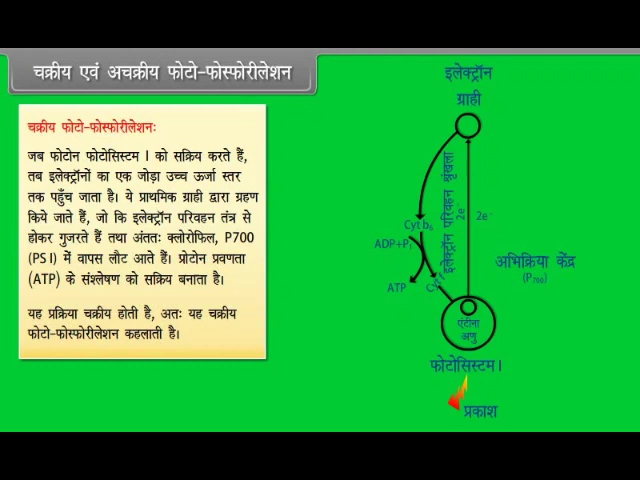 चक्रीय एवं अचक्रीय फोटो-फोस्फोरीलेशन
चक्रीय फोटो-फोस्फोरीलेशनः
जब फोटोन फोटोसिस्टम I को सक्रिय करते हैं,
तब इलेक्ट्रॉनों का एक जोड़ा उच्च ऊर्जा स्तर
तक पहुँच जाता है। ये प्राथमिक ग्राही द्वारा ग्रहण
किये जाते हैं, जो कि इलेक्ट्रॉन परिवहन तंत्र से
होकर गुजरते हैं तथा अंततः क्लोरोफिल, P700
(PS I) में वापस लौट आते हैं। प्रोटोन प्रवणता
(ATP) के संश्लेषण को सक्रिय बनाता है।
यह प्रक्रिया चक्रीय होती है, अतः यह चक्रीय
फोटो-फोस्फोरीलेशन कहलाती है।
इलेक्ट्रॉन
ग्राही
इलेक्ट्रॉन परिवहन श्रृंखला
2e⁻
2e⁻
Cyt b₆
ADP+Pᵢ
ATP
Cyt f
अभिक्रिया केंद्र
(P₇₀₀)
एंटीना
अणु
फोटोसिस्टम I
प्रकाश